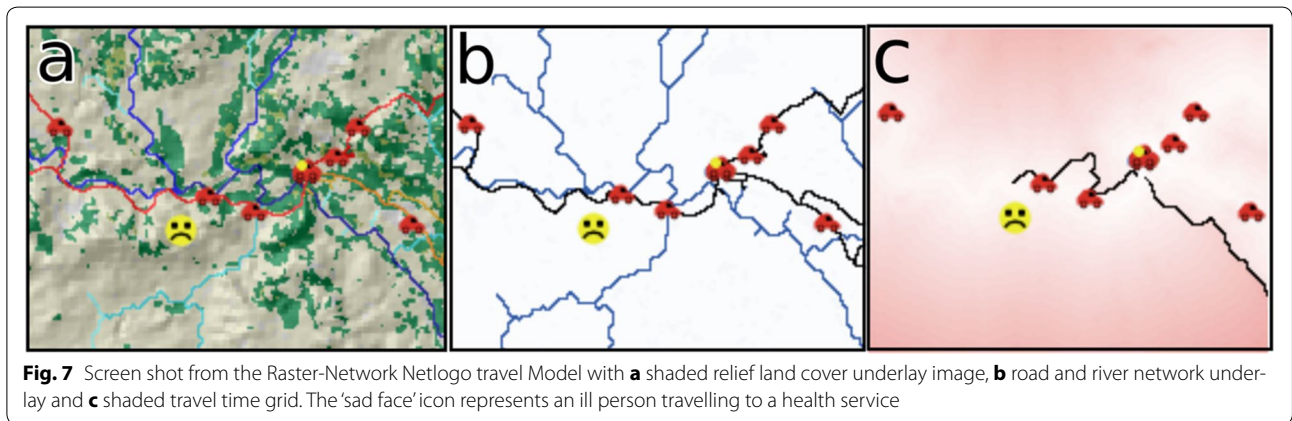 a b c
Fig. 7 Screen shot from the Raster-Network Netlogo travel Model with a shaded relief land cover underlay image, b road and river network under-
lay and c shaded travel time grid. The ‘sad face’ icon represents an ill person travelling to a health service